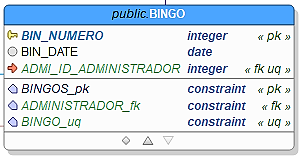 public.BINGO
BIN_NUMERO integer « pk »
BIN_DATE date
ADMI_ID_ADMINISTRADOR integer « fk uq »
BINGOS_pk constraint « pk »
ADMINISTRADOR_fk constraint « fk »
BINGO_uq constraint « uq »